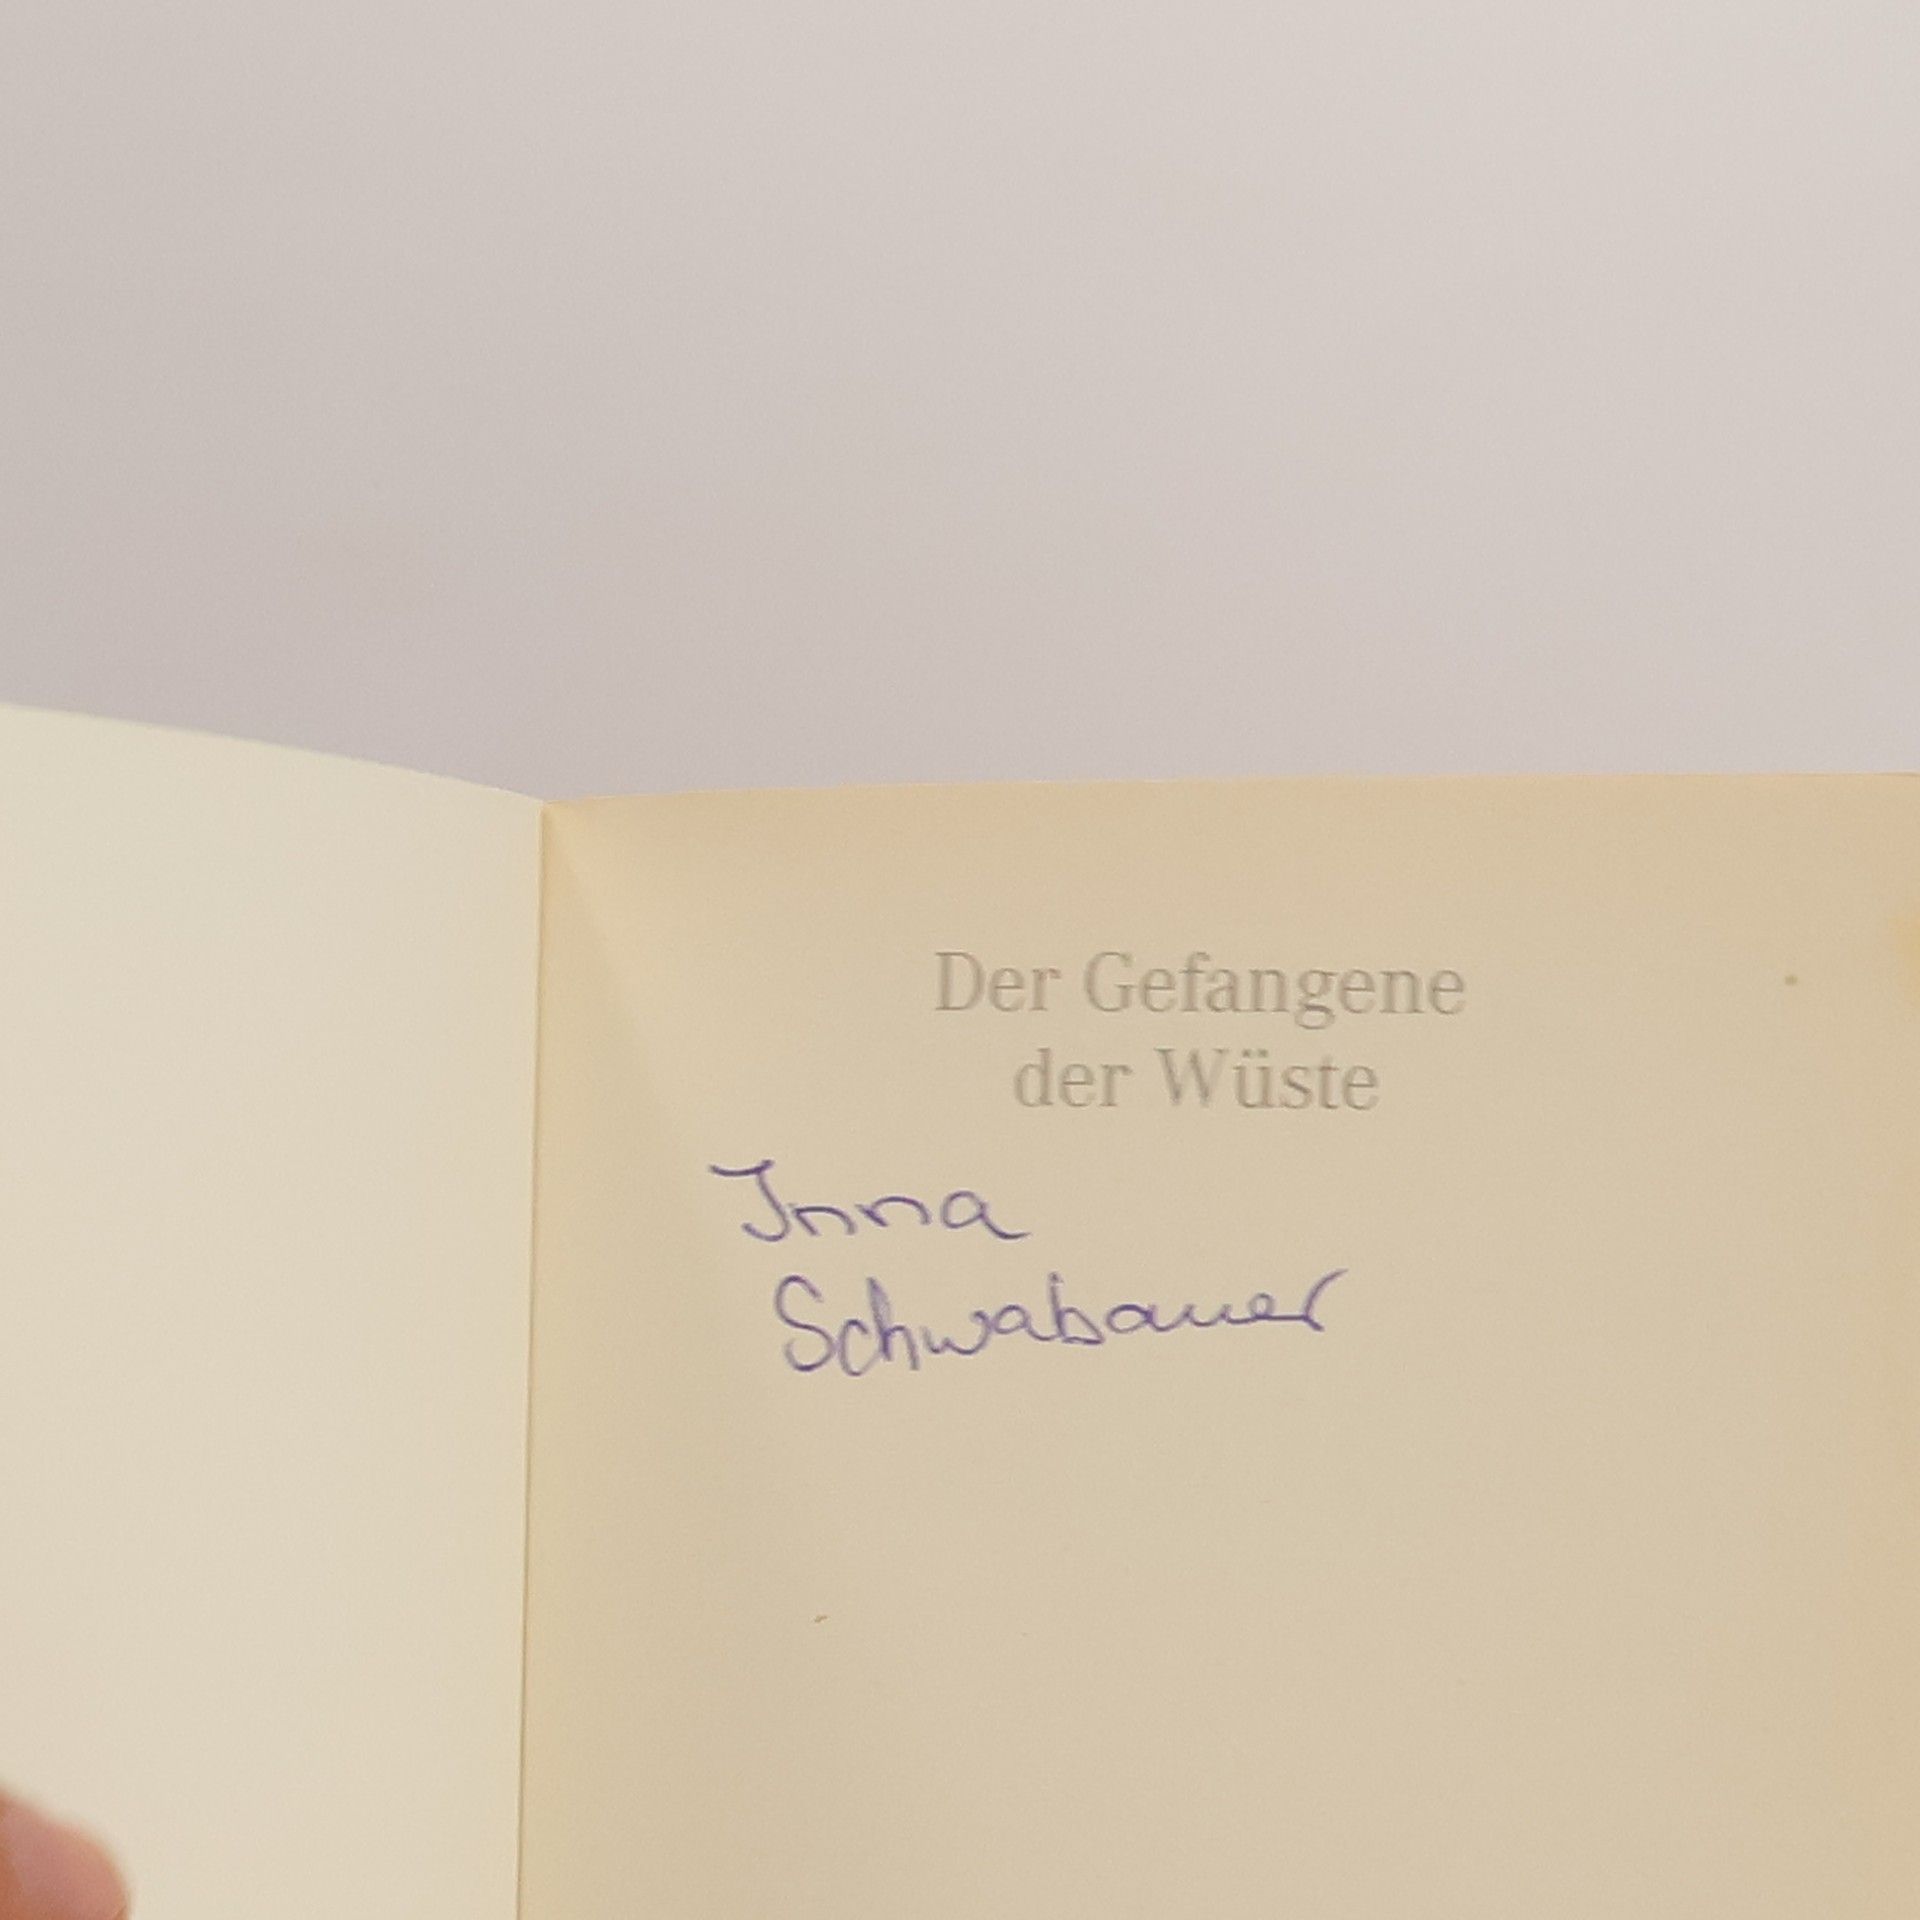 Der Gefangene
der Wüste
Inna
Schwabauer